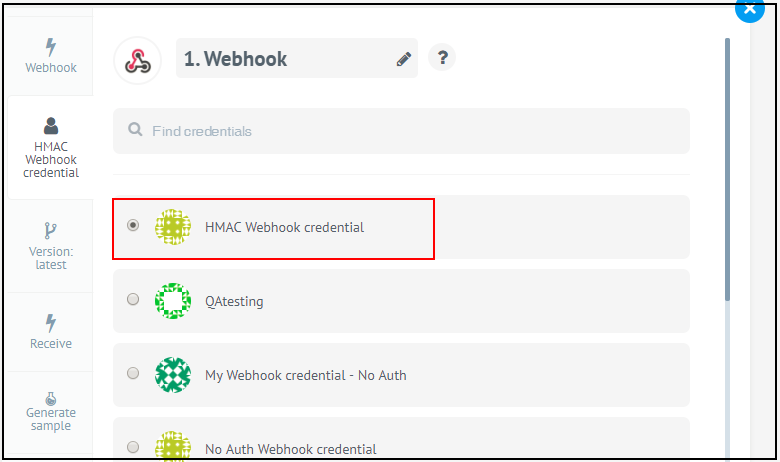 Webhook
HMAC
Webhook
credential
Version:
latest
Receive
Generate
sample
1. Webhook
?
Find credentials
HMAC Webhook credential
QAtesting
My Webhook credential - No Auth
No Auth Webhook credential